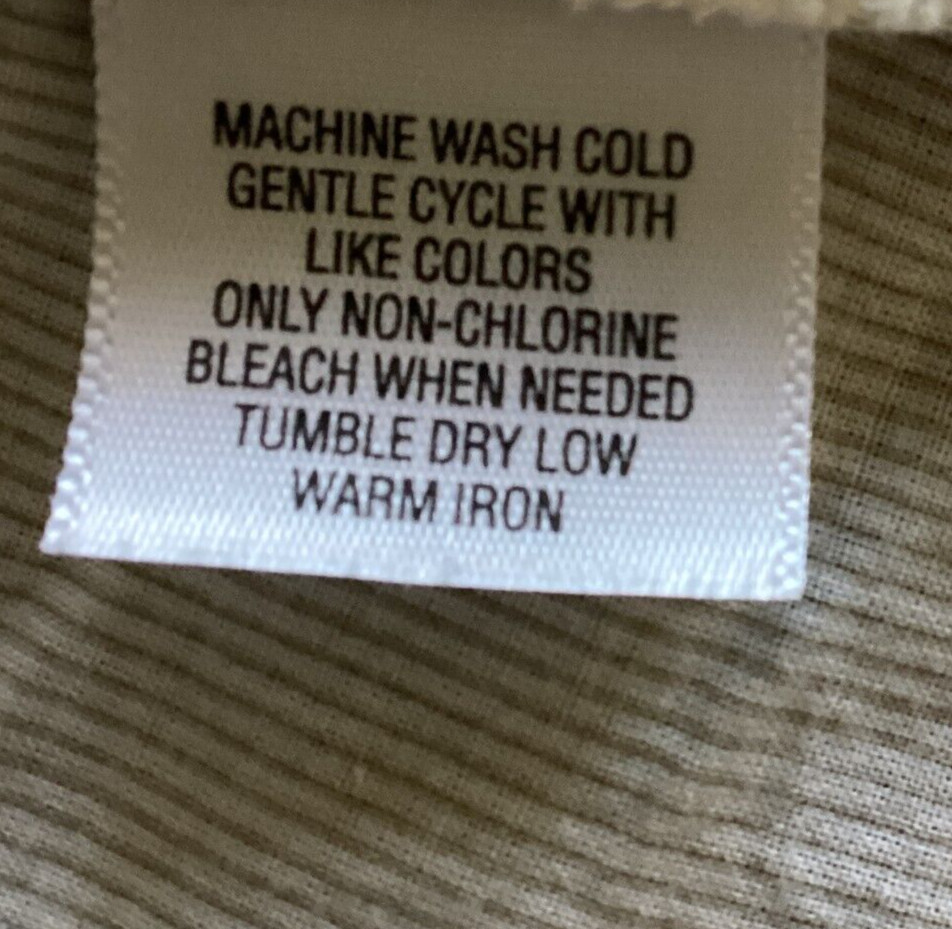 MACHINE WASH COLD
GENTLE CYCLE WITH
LIKE COLORS
ONLY NON-CHLORINE
BLEACH WHEN NEEDED
TUMBLE DRY LOW
WARM IRON